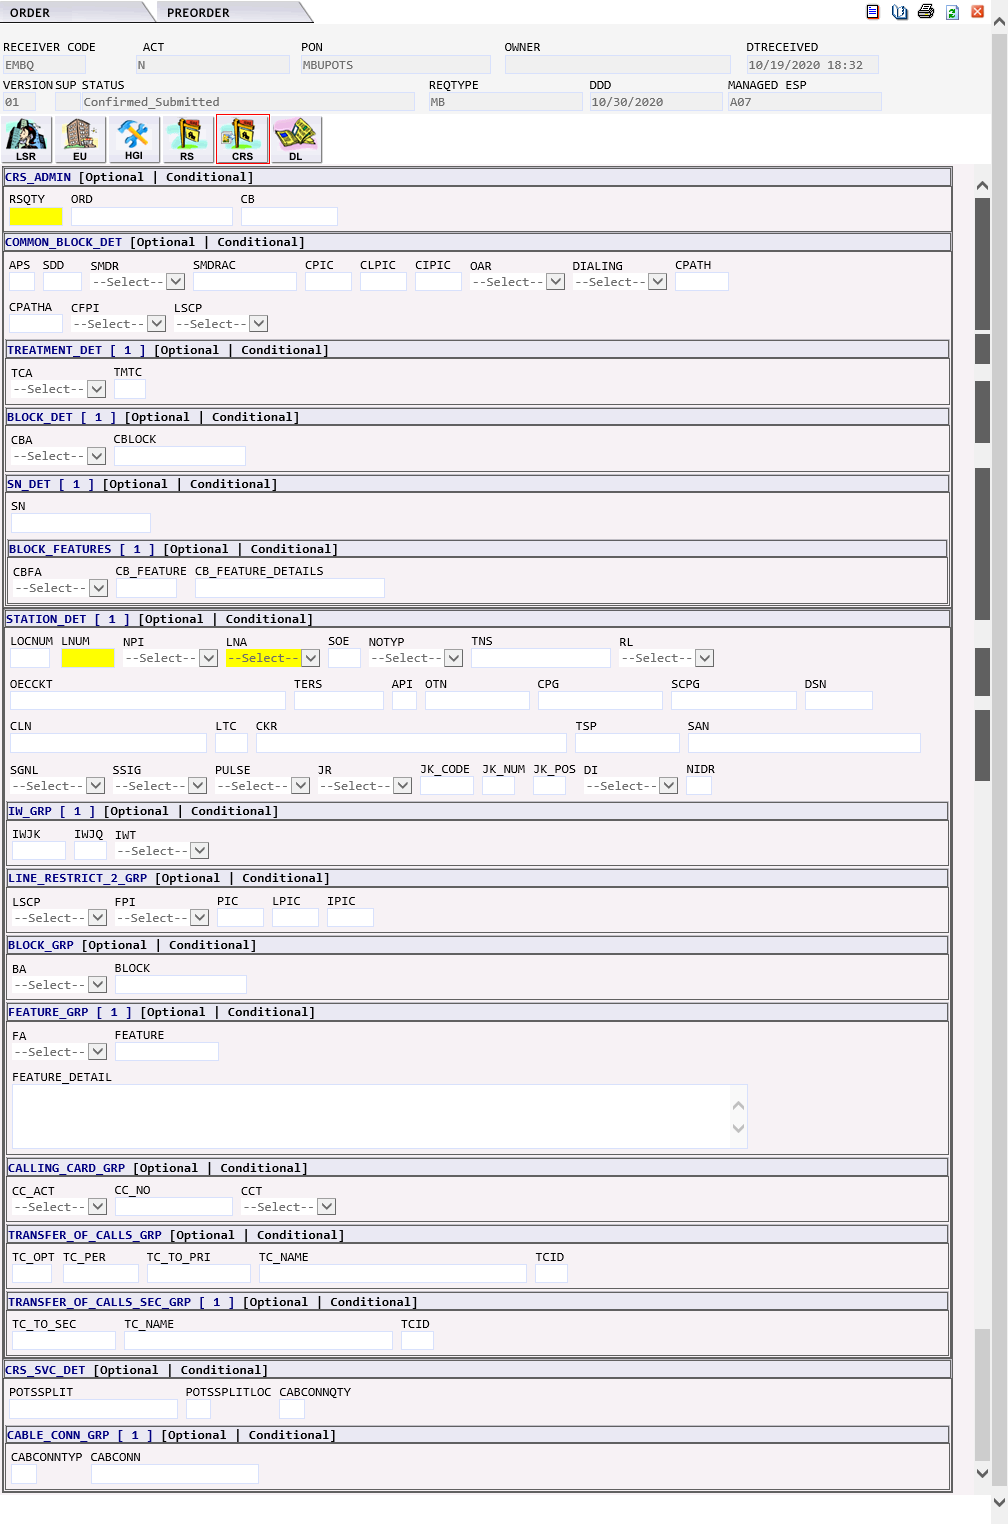 ORDER PREORDER
RECEIVER CODE ACT PON OWNER DTRECEIVED
EMBQ N MBUPOTS 10/19/2020 18:32
VERSION SUP STATUS REQTYPE DDD MANAGED ESP
01 Confirmed_Submitted MB 10/30/2020 A07
LSR EU HGI RS CRS DL
CRS_ADMIN [Optional | Conditional]
RSQTY ORD CB
COMMON_BLOCK_DET [Optional | Conditional]
APS SDD SMDR SMDRAC CPIC CLPIC CIPIC OAR DIALING CPATH
--Select-- --Select-- --Select--
CPATHA CFPI LSCP
--Select-- --Select--
TREATMENT_DET [ 1 ] [Optional | Conditional]
TCA TMTC
--Select--
BLOCK_DET [ 1 ] [Optional | Conditional]
CBA CBLOCK
--Select--
SN_DET [ 1 ] [Optional | Conditional]
SN
BLOCK_FEATURES [ 1 ] [Optional | Conditional]
CBFA CB_FEATURE CB_FEATURE_DETAILS
--Select--
STATION_DET [ 1 ] [Optional | Conditional]
LOCNUM LNUM NPI LNA SOE NOTYP TNS RL
--Select-- --Select-- --Select-- --Select--
OECCKT TERS API OTN CPG SCPG DSN
CLN LTC CKR TSP SAN
SGNL SSIG PULSE JR JK_CODE JK_NUM JK_POS DI NIDR
--Select-- --Select-- --Select-- --Select-- --Select--
IW_GRP [ 1 ] [Optional | Conditional]
IWJK IWJQ IWT
--Select--
LINE_RESTRICT_2_GRP [Optional | Conditional]
LSCP FPI PIC LPIC IPIC
--Select-- --Select--
BLOCK_GRP [Optional | Conditional]
BA BLOCK
--Select--
FEATURE_GRP [ 1 ] [Optional | Conditional]
FA FEATURE
--Select--
FEATURE_DETAIL
CALLING_CARD_GRP [Optional | Conditional]
CC_ACT CC_NO CCT
--Select-- --Select--
TRANSFER_OF_CALLS_GRP [Optional | Conditional]
TC_OPT TC_PER TC_TO_PRI TC_NAME TCID
TRANSFER_OF_CALLS_SEC_GRP [ 1 ] [Optional | Conditional]
TC_TO_SEC TC_NAME TCID
CRS_SVC_DET [Optional | Conditional]
POTSSPLIT POTSSPLITLOC CABCONNQTY
CABLE_CONN_GRP [ 1 ] [Optional | Conditional]
CABCONNTYP CABCONN